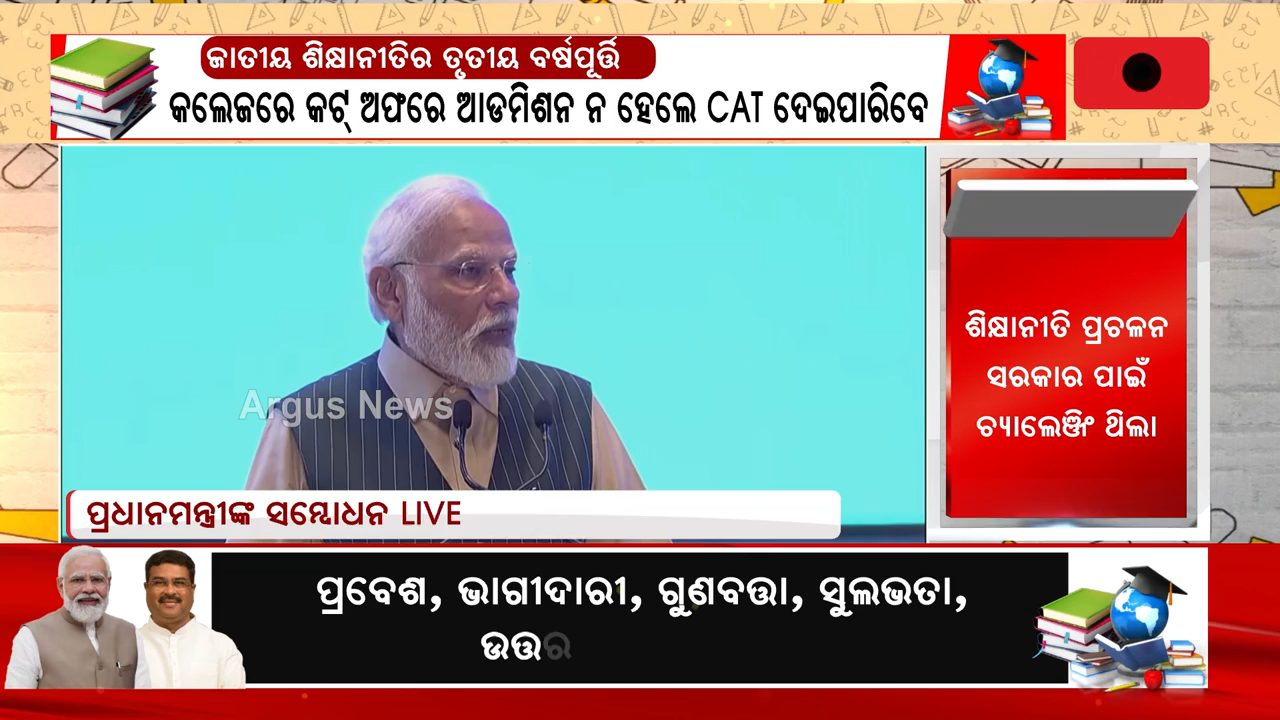 ଜାତୀୟ ଶିକ୍ଷାନୀତିର ତୃତୀୟ ବର୍ଷପୂର୍ତ୍ତି
କଲେଜରେ କଟ୍ ଅଫରେ ଆଡମିଶନ ନ ହେଲେ CAT ଦେଇପାରିବେ
Argus News
ଶିକ୍ଷାନୀତି ପ୍ରଚଳନ
ସରକାର ପାଇଁ
ଚ୍ୟାଲେଞ୍ଜିଂ ଥିଲା
ପ୍ରଧାନମନ୍ତ୍ରୀଙ୍କ ସମ୍ବୋଧନ LIVE
ପ୍ରବେଶ, ଭାଗୀଦାରୀ, ଗୁଣବତ୍ତା, ସୁଲଭତା,
ଉତ୍ତର